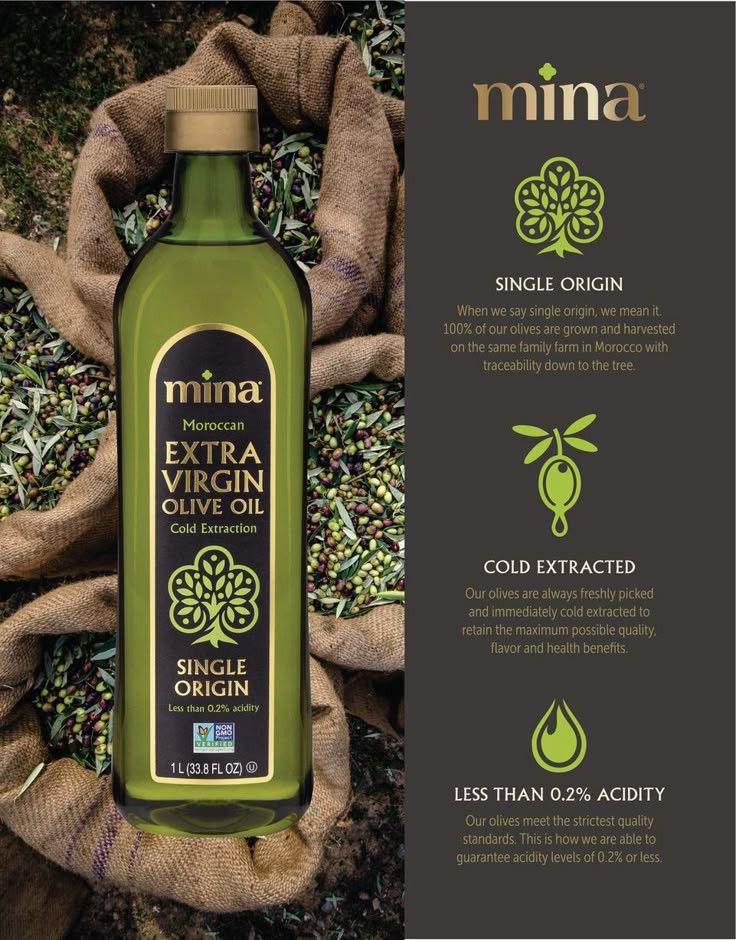 mina
Moroccan
EXTRA
VIRGIN
OLIVE OIL
Cold Extraction
SINGLE
ORIGIN
Less than 0.2% acidity
NON
GMO
Project
VERIFIED
1 L (33.8 FL OZ) Ⓤ
mina®
SINGLE ORIGIN
When we say single origin, we mean it.
100% of our olives are grown and harvested
on the same family farm in Morocco with
traceability down to the tree.
COLD EXTRACTED
Our olives are always freshly picked
and immediately cold extracted to
retain the maximum possible quality,
flavor and health benefits.
LESS THAN 0.2% ACIDITY
Our olives meet the strictest quality
standards. This is how we are able to
guarantee acidity levels of 0.2% or less.